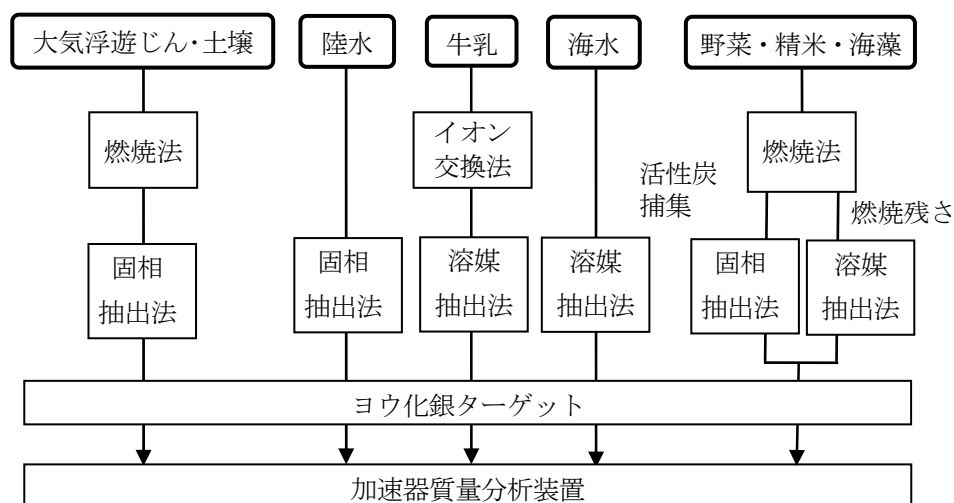 大気浮遊じん・土壌
陸水
牛乳
海水
野菜・精米・海藻
燃焼法
イオン
交換法
燃焼法
活性炭
捕集
燃焼残さ
固相
抽出法
固相
抽出法
溶媒
抽出法
溶媒
抽出法
固相
抽出法
溶媒
抽出法
ヨウ化銀ターゲット
加速器質量分析装置